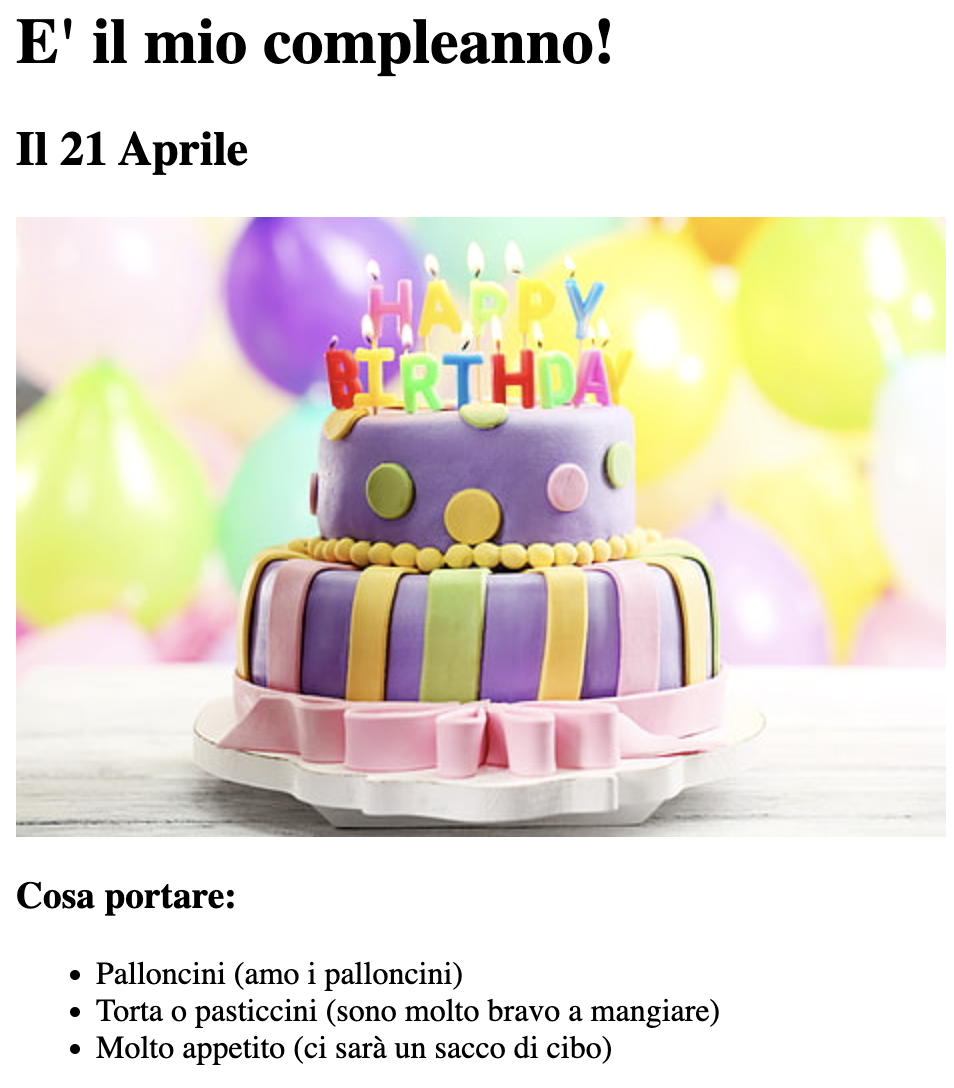 E' il mio compleanno!
Il 21 Aprile
HAPPY
BIRTHDAY
Cosa portare:
Palloncini (amo i palloncini)
Torta o pasticcini (sono molto bravo a mangiare)
Molto appetito (ci sarà un sacco di cibo)